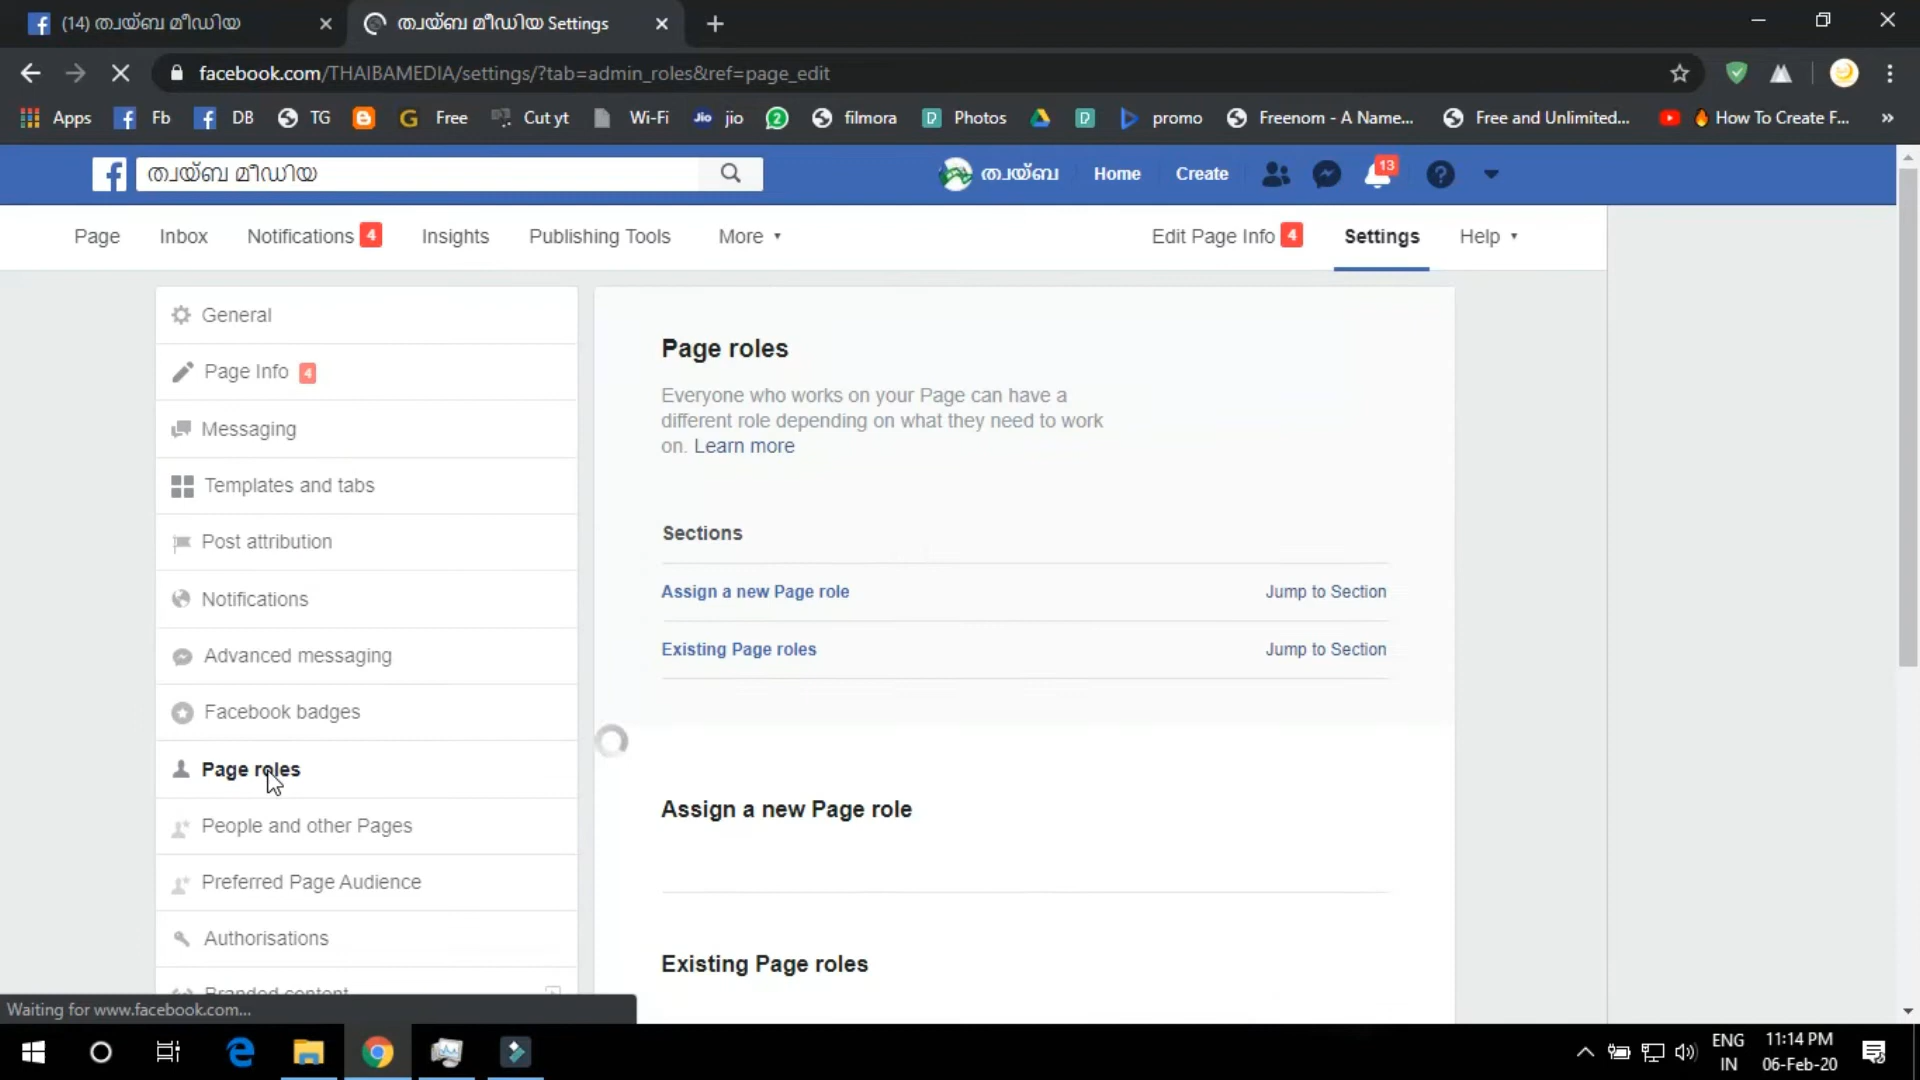 (14) ത്വയ്ബ മീഡിയ
ത്വയ്ബ മീഡിയ Settings
facebook.com/THAIBAMEDIA/settings/?tab=admin_roles&ref=page_edit
Apps Fb DB TG Free Cut yt Wi-Fi jio filmora Photos promo Freenom - A Name... Free and Unlimited... How To Create F... »
ത്വയ്ബ മീഡിയ
ത്വയ്ബ Home Create 13
Page Inbox Notifications 4 Insights Publishing Tools More Edit Page Info 4 Settings Help
General
Page Info 4
Messaging
Templates and tabs
Post attribution
Notifications
Advanced messaging
Facebook badges
Page roles
People and other Pages
Preferred Page Audience
Authorisations
Branded content
Page roles
Everyone who works on your Page can have a
different role depending on what they need to work
on. Learn more
Sections
Assign a new Page role Jump to Section
Existing Page roles Jump to Section
Assign a new Page role
Existing Page roles
Waiting for www.facebook.com...
ENG
IN
11:14 PM
06-Feb-20